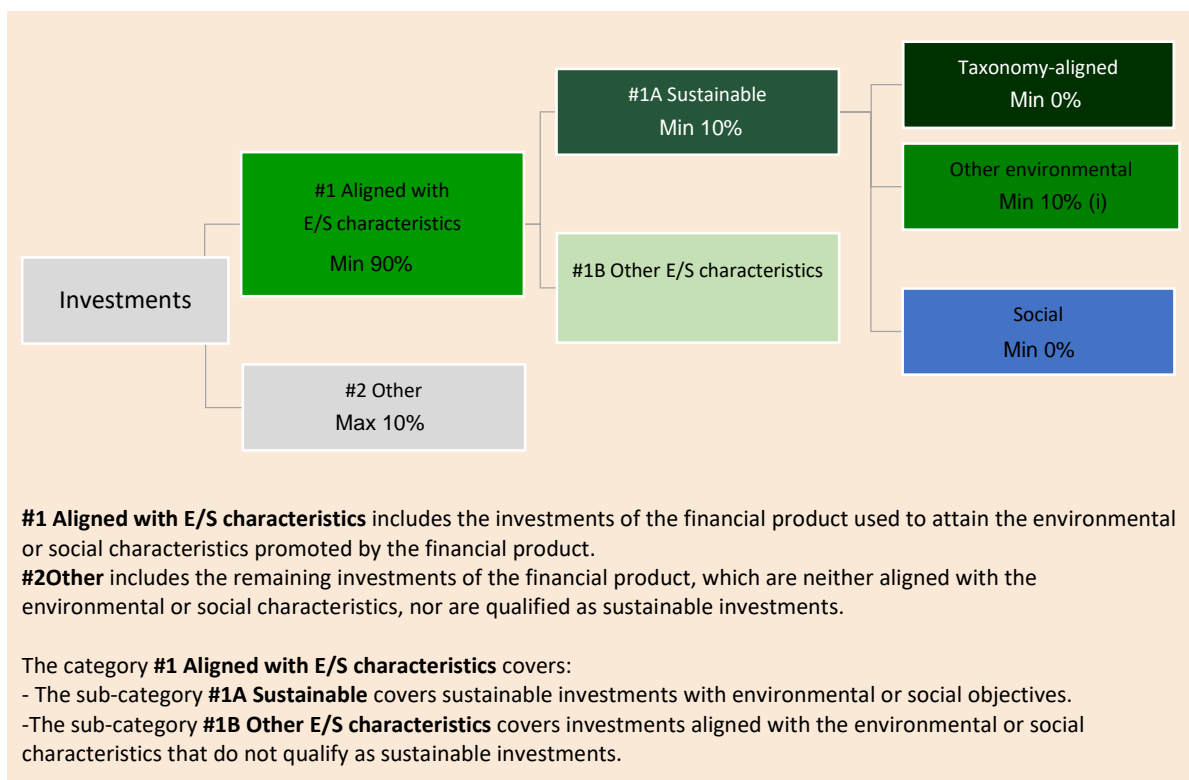 Taxonomy-aligned
Min 0%
#1A Sustainable
Min 10%
Other environmental
Min 10% (i)
#1 Aligned with
E/S characteristics
Min 90%
#1B Other E/S characteristics
Investments
Social
Min 0%
#2 Other
Max 10%
#1 Aligned with E/S characteristics includes the investments of the financial product used to attain the environmental
or social characteristics promoted by the financial product.
#2Other includes the remaining investments of the financial product, which are neither aligned with the
environmental or social characteristics, nor are qualified as sustainable investments.
The category #1 Aligned with E/S characteristics covers:
- The sub-category #1A Sustainable covers sustainable investments with environmental or social objectives.
-The sub-category #1B Other E/S characteristics covers investments aligned with the environmental or social
characteristics that do not qualify as sustainable investments.